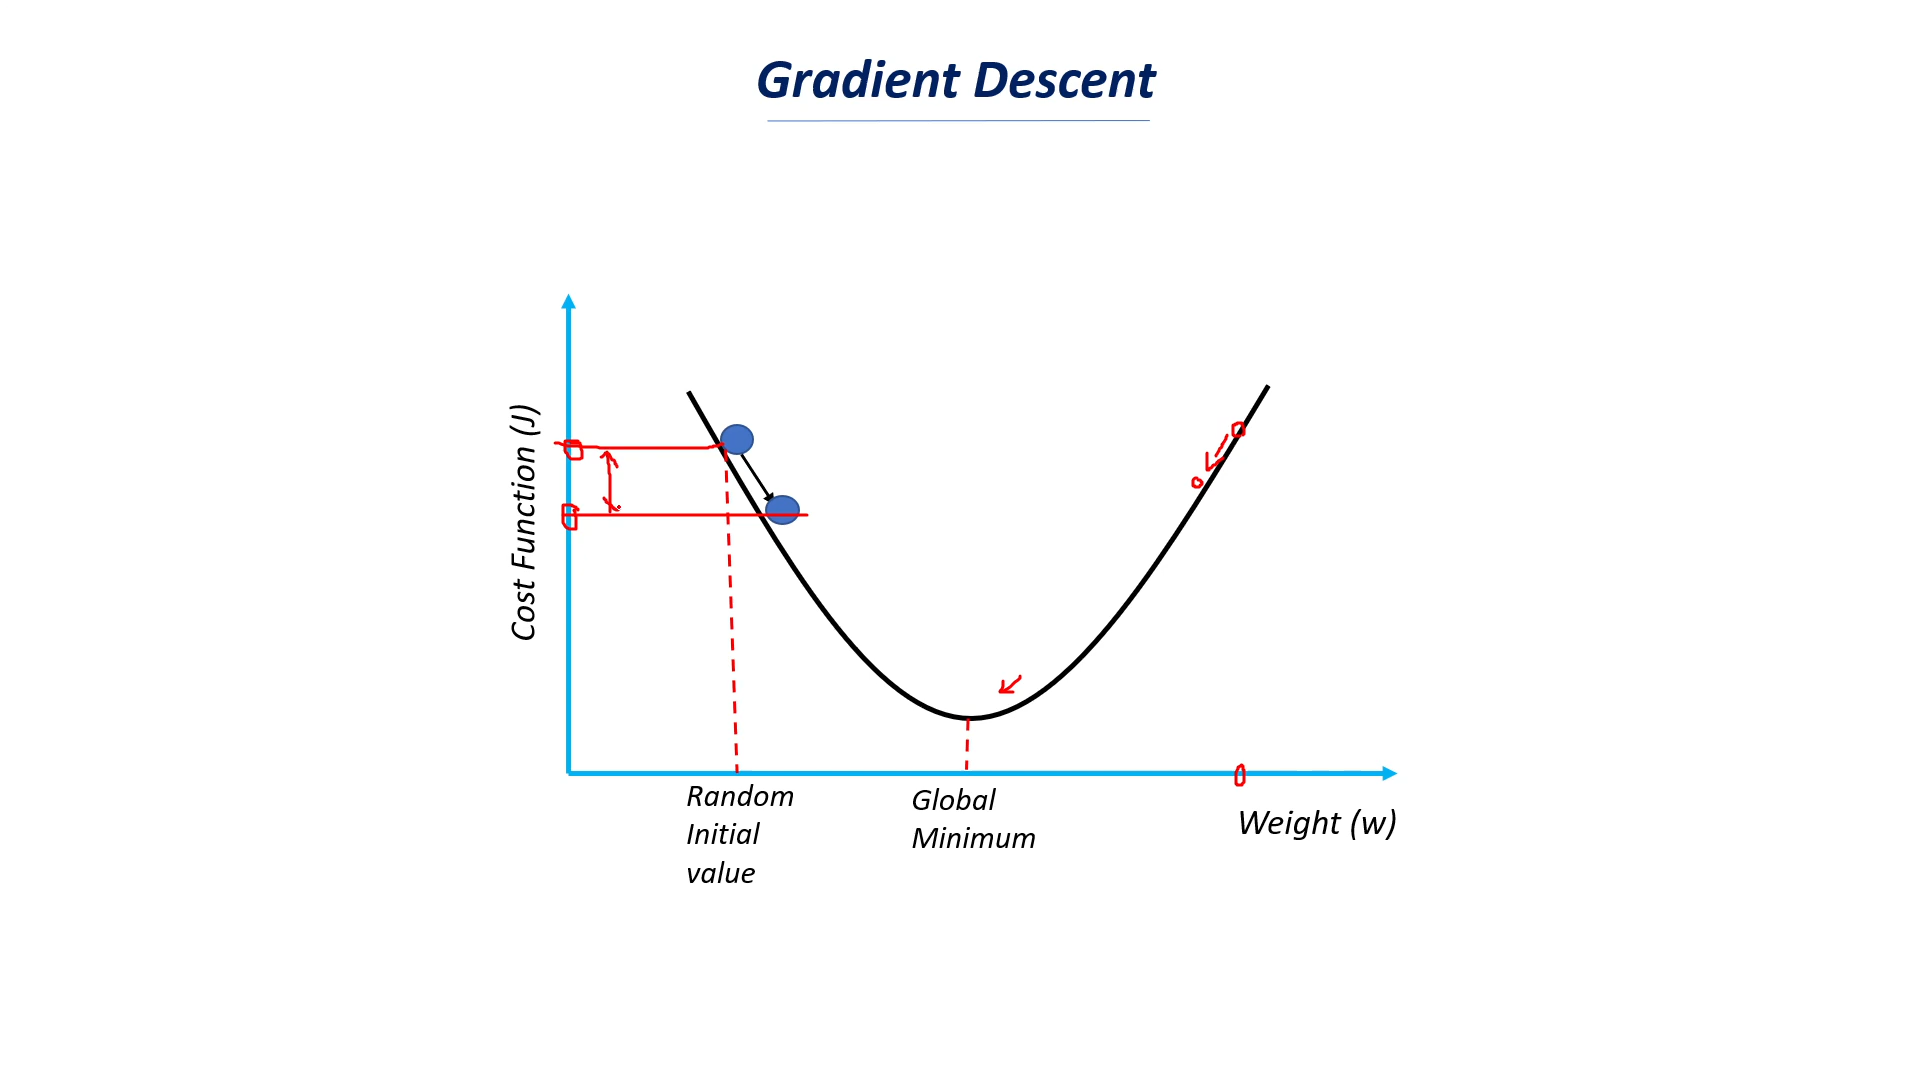 Gradient Descent
Cost Function (J)
Random
Initial
value
Global
Minimum
Weight (w)